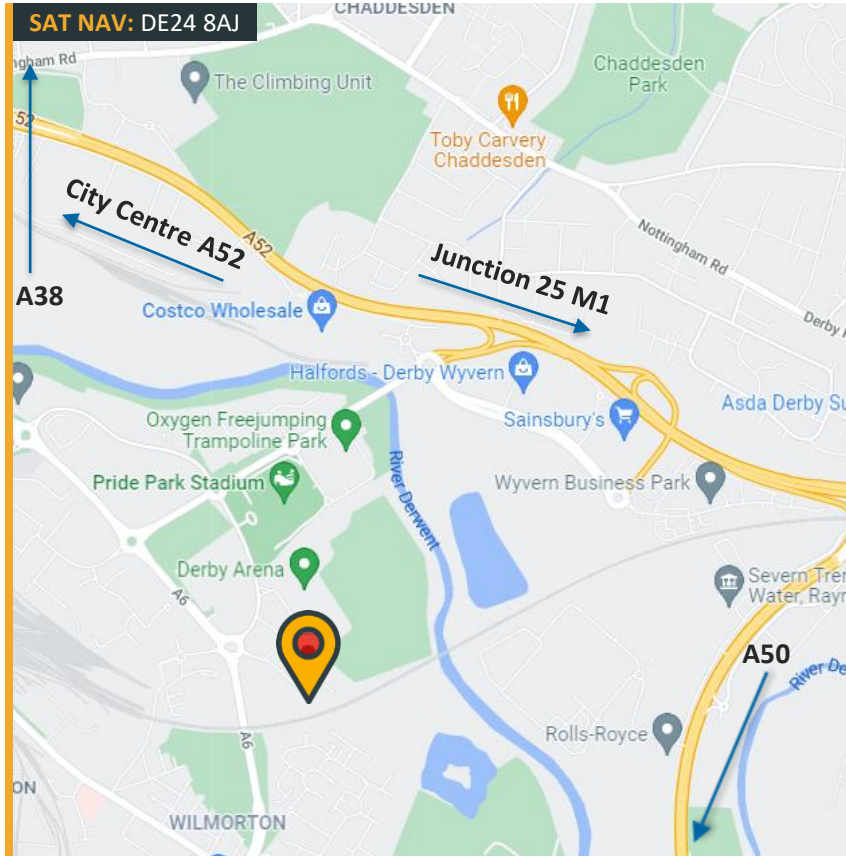 CHADDESDEN
SAT NAV: DE24 8AJ
ngham Rd
The Climbing Unit
Chaddesden
Park
Toby Carvery
Chaddesden
52
City Centre A52
A52
Nottingham Rd
Junction 25 M1
A38
Costco Wholesale
Derby R
Halfords - Derby Wyvern
Oxygen Freejumping
Trampoline Park
Sainsbury's
Asda Derby Su
Pride Park Stadium
River Derwent
Wyvern Business Park
Derby Arena
A6
Severn Tren
Water, Rayn
A50
River De
Rolls-Royce
A6
ON
WILMORTON